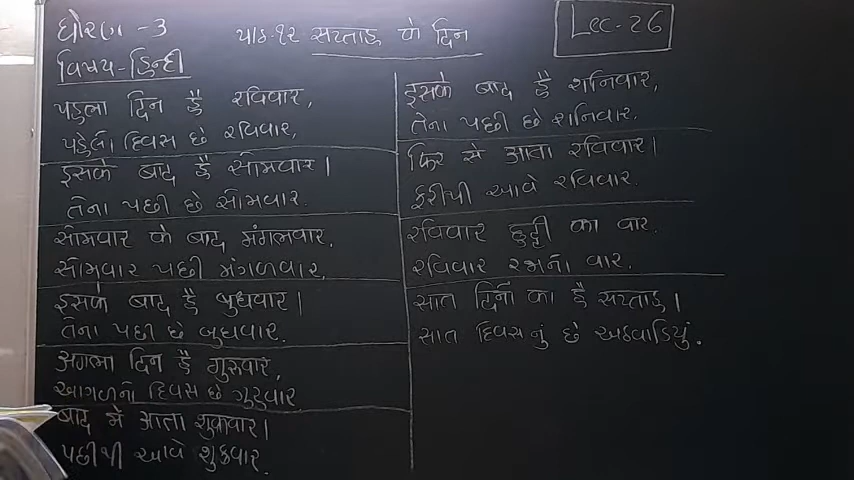 ધોરણ -3
પાઠ-૧૨ सप्ताह के दिन
Lec-26
વિષય-હિન્દી
पहला दिन है रविवार,
પહેલો દિવસ છે રવિવાર,
इसके बाद है सोमवार।
તેના પછી છે સોમવાર.
सोमवार के बाद मंगलवार,
સોમવાર પછી મંગળવાર,
इसके बाद है बुधवार।
તેના પછી છે બુધવાર.
अगला दिन है गुरुवार,
આગળનો દિવસ છે ગુરુવાર
बाद में आता शुक्रवार।
પછીથી આવે શુક્રવાર.
इसके बाद है शनिवार,
તેના પછી છે શનિવાર.
फिर से आता रविवार।
ફરીથી આવે રવિવાર.
रविवार छुट्टी का वार.
રવિવાર રજાનો વાર.
सात दिनों का है सप्ताह।
સાત દિવસનું છે અઠવાડિયું.